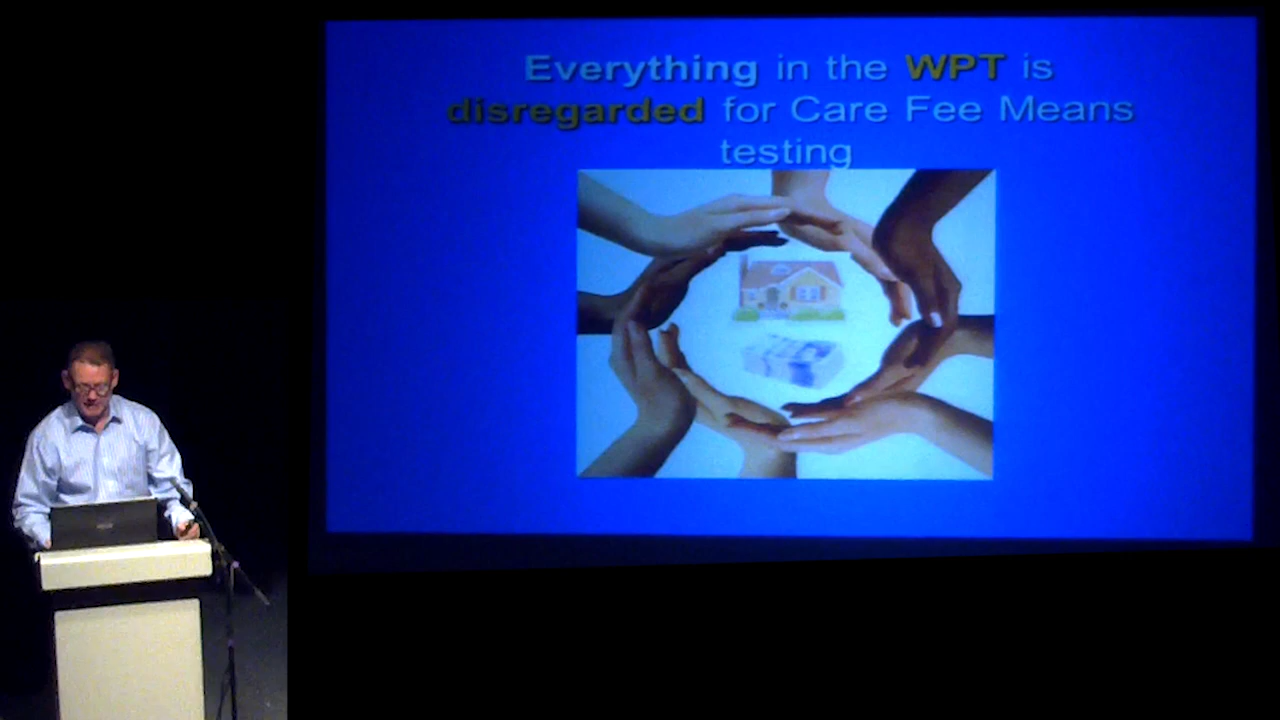 Everything in the WPT is
disregarded for Care Fee Means
testing